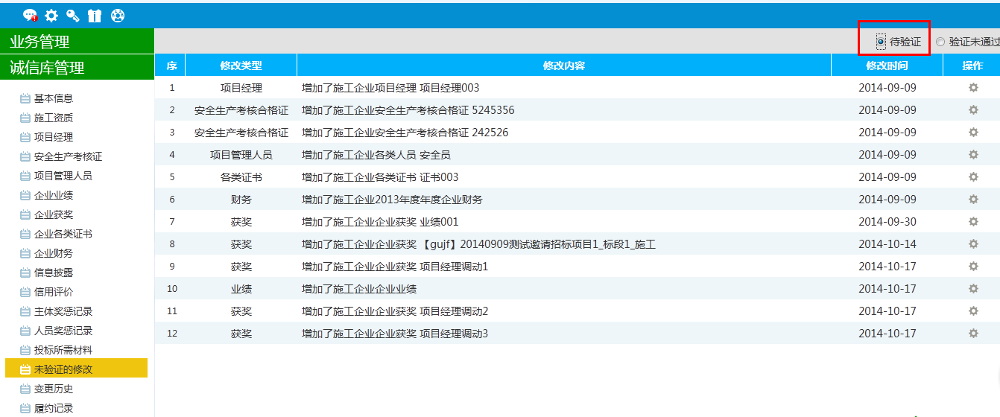 业务管理
诚信库管理
基本信息
施工资质
项目经理
安全生产考核证
项目管理人员
企业业绩
企业获奖
企业各类证书
企业财务
信息披露
信用评价
主体奖惩记录
人员奖惩记录
投标所需材料
未验证的修改
变更历史
履约记录
待验证 验证未通过
序 修改类型 修改内容 修改时间 操作
1 项目经理 增加了施工企业项目经理 项目经理003 2014-09-09
2 安全生产考核合格证 增加了施工企业安全生产考核合格证 5245356 2014-09-09
3 安全生产考核合格证 增加了施工企业安全生产考核合格证 242526 2014-09-09
4 项目管理人员 增加了施工企业各类人员 安全员 2014-09-09
5 各类证书 增加了施工企业各类证书 证书003 2014-09-09
6 财务 增加了施工企业2013年度年度企业财务 2014-09-09
7 获奖 增加了施工企业企业获奖 业绩001 2014-09-30
8 获奖 增加了施工企业企业获奖 【gujf】20140909测试邀请招标项目1_标段1_施工 2014-10-14
9 获奖 增加了施工企业企业获奖 项目经理调动1 2014-10-17
10 业绩 增加了施工企业企业业绩 2014-10-17
11 获奖 增加了施工企业企业获奖 项目经理调动2 2014-10-17
12 获奖 增加了施工企业企业获奖 项目经理调动3 2014-10-17